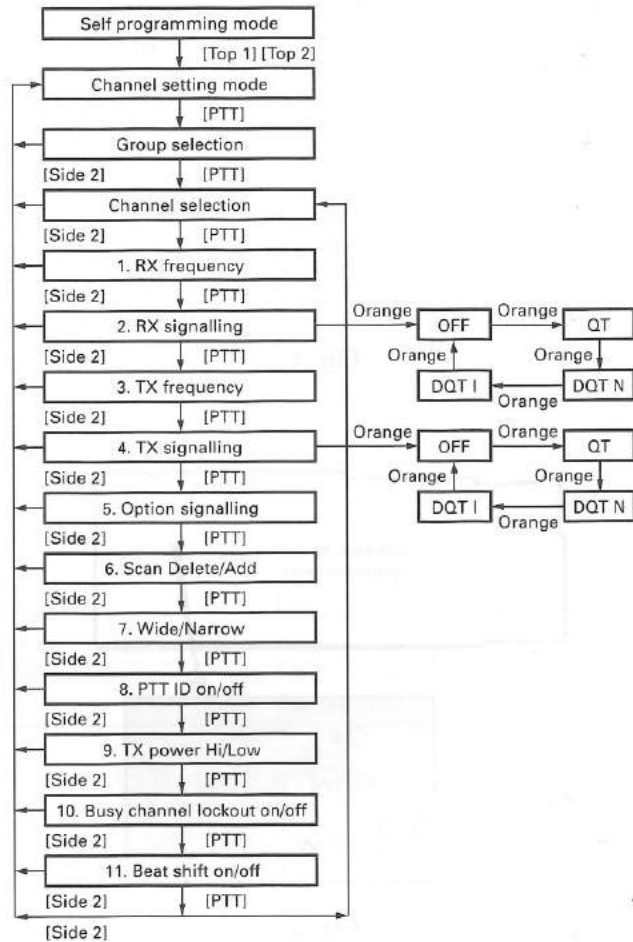 Self programming mode
[Top 1] [Top 2]
Channel setting mode
[PTT]
Group selection
[Side 2] [PTT]
Channel selection
[Side 2] [PTT]
1. RX frequency
[Side 2] [PTT]
2. RX signalling
Orange
OFF
Orange
QT
Orange
Orange
DQT I
DQT N
Orange
[Side 2] [PTT]
3. TX frequency
[Side 2] [PTT]
4. TX signalling
Orange
OFF
Orange
QT
Orange
Orange
DQT I
DQT N
Orange
[Side 2] [PTT]
5. Option signalling
[Side 2] [PTT]
6. Scan Delete/Add
[Side 2] [PTT]
7. Wide/Narrow
[Side 2] [PTT]
8. PTT ID on/off
[Side 2] [PTT]
9. TX power Hi/Low
[Side 2] [PTT]
10. Busy channel lockout on/off
[Side 2] [PTT]
11. Beat shift on/off
[Side 2] [PTT]
[Side 2]